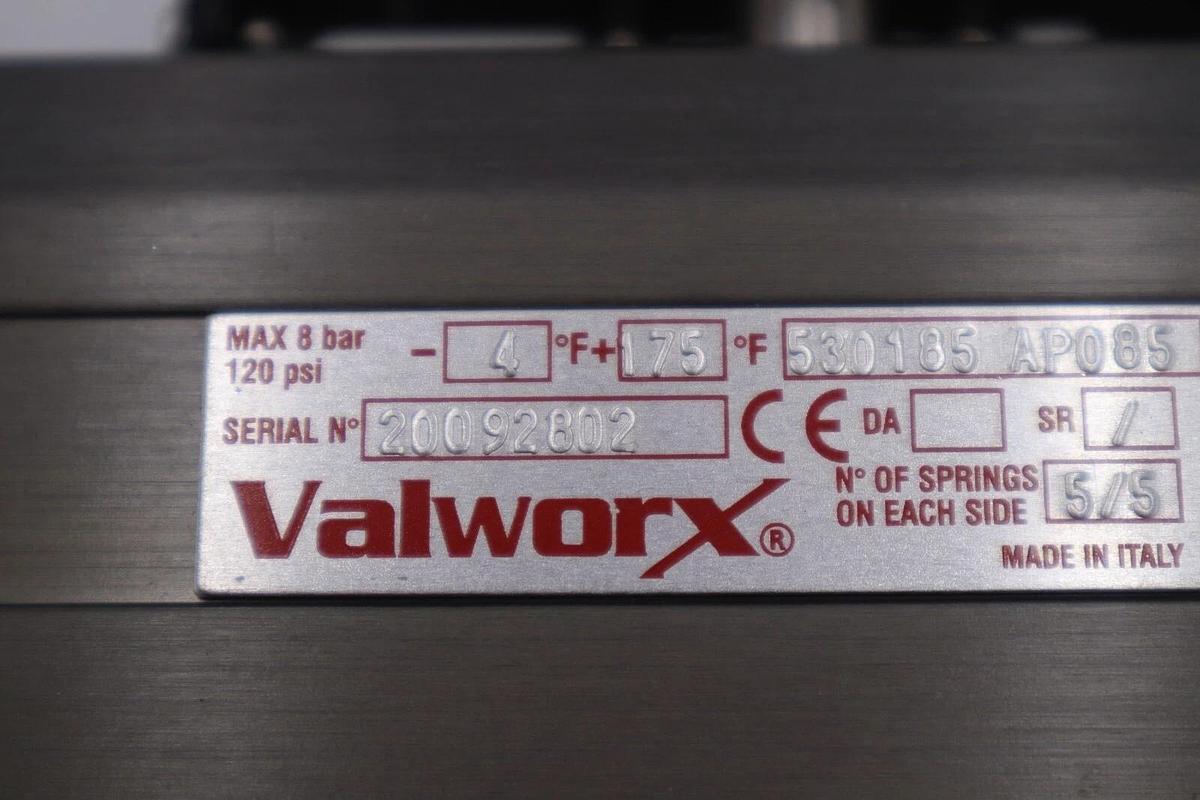 MAX 8 bar - 4 °F+ 175 °F 530185 AP085
120 psi
SERIAL N° 20092802 CE DA SR /
Valworx® N° OF SPRINGS 5/5
ON EACH SIDE
MADE IN ITALY